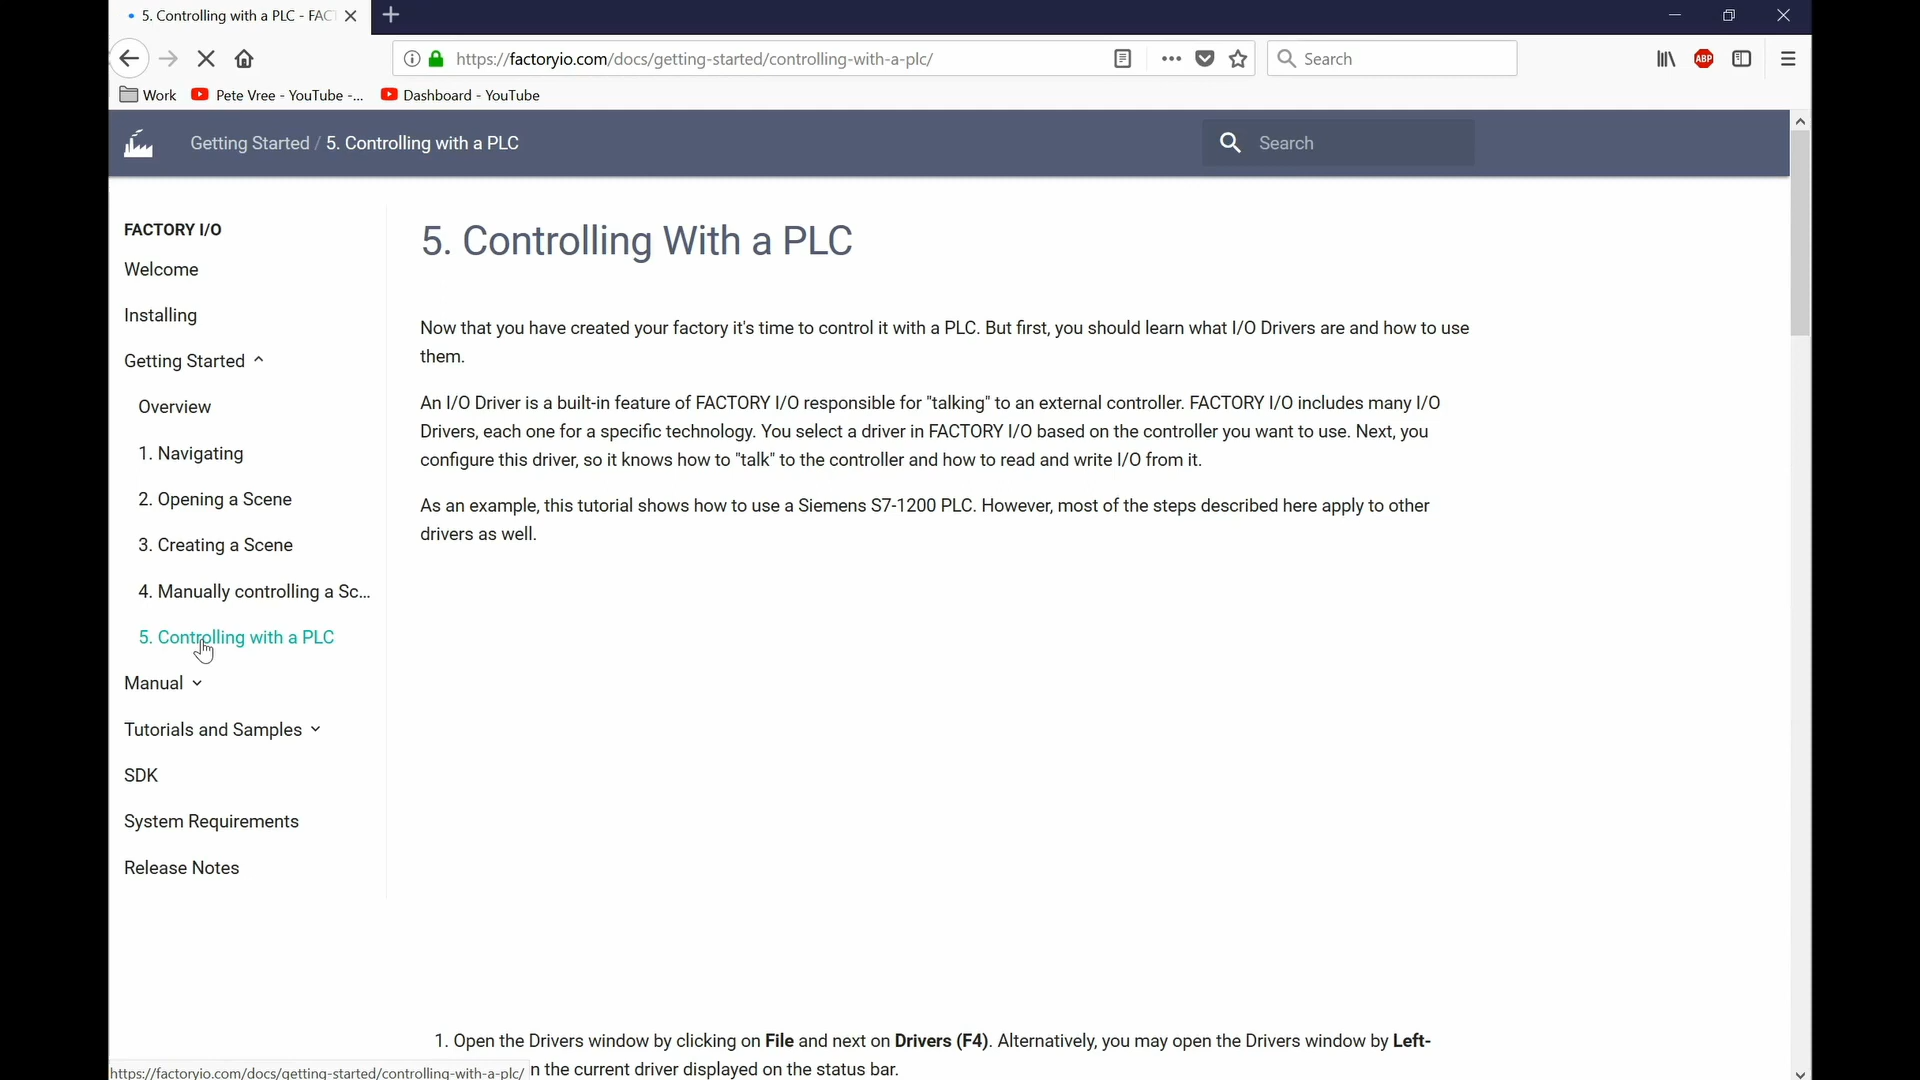 5. Controlling with a PLC - FAC
https://factoryio.com/docs/getting-started/controlling-with-a-plc/
Search
ABP
Work
Pete Vree - YouTube -...
Dashboard - YouTube
Getting Started / 5. Controlling with a PLC
Search
FACTORY I/O
Welcome
Installing
Getting Started
Overview
1. Navigating
2. Opening a Scene
3. Creating a Scene
4. Manually controlling a Sc...
5. Controlling with a PLC
Manual
Tutorials and Samples
SDK
System Requirements
Release Notes
5. Controlling With a PLC
Now that you have created your factory it's time to control it with a PLC. But first, you should learn what I/O Drivers are and how to use
them.
An I/O Driver is a built-in feature of FACTORY I/O responsible for "talking" to an external controller. FACTORY I/O includes many I/O
Drivers, each one for a specific technology. You select a driver in FACTORY I/O based on the controller you want to use. Next, you
configure this driver, so it knows how to "talk" to the controller and how to read and write I/O from it.
As an example, this tutorial shows how to use a Siemens S7-1200 PLC. However, most of the steps described here apply to other
drivers as well.
1. Open the Drivers window by clicking on File and next on Drivers (F4). Alternatively, you may open the Drivers window by Left-
n the current driver displayed on the status bar.
https://factoryio.com/docs/getting-started/controlling-with-a-plc/